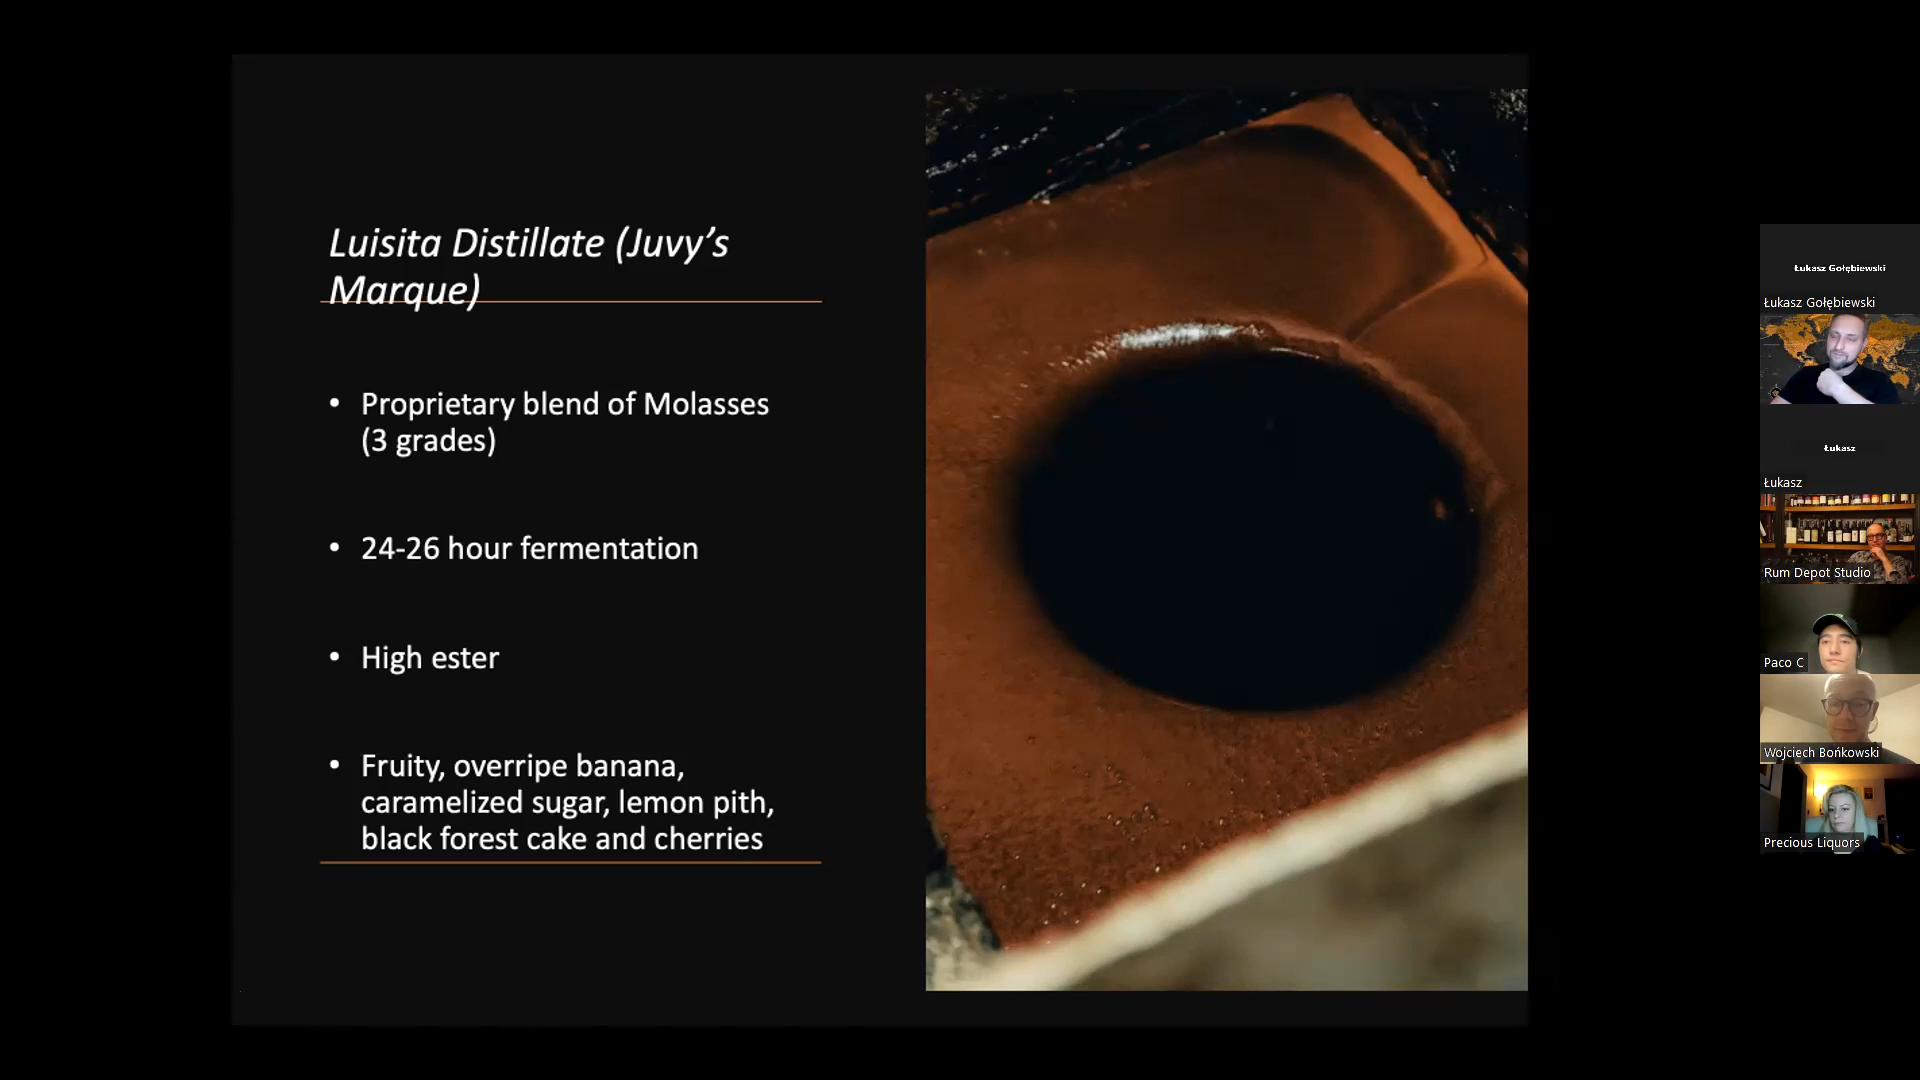 Luisita Distillate (Juvy’s
Marque)
• Proprietary blend of Molasses
(3 grades)
• 24-26 hour fermentation
• High ester
• Fruity, overripe banana,
caramelized sugar, lemon pith,
black forest cake and cherries
Łukasz Gołębiewski
Łukasz Gołębiewski
Łukasz
Łukasz
Rum Depot Studio
Paco C
Wojciech Bońkowski
Precious Liquors